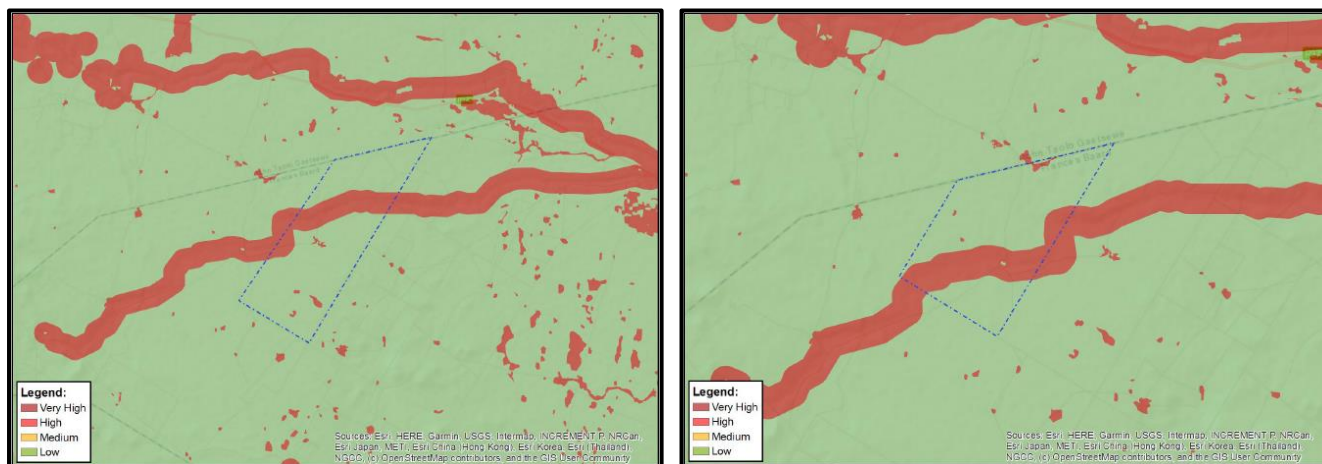 Legend:
Very High
High
Medium
Low
Sources: Esri, HERE, Garmin, USGS, Intermap, INCREMENT P, NRCan,
Esri Japan, METI, Esri China (Hong Kong), Esri Korea, Esri (Thailand),
NGCC, (c) OpenStreetMap contributors, and the GIS User Community
Legend:
Very High
High
Medium
Low
Sources: Esri, HERE, Garmin, USGS, Intermap, INCREMENT P, NRCan,
Esri Japan, METI, Esri China (Hong Kong), Esri Korea, Esri (Thailand),
NGCC, (c) OpenStreetMap contributors, and the GIS User Community